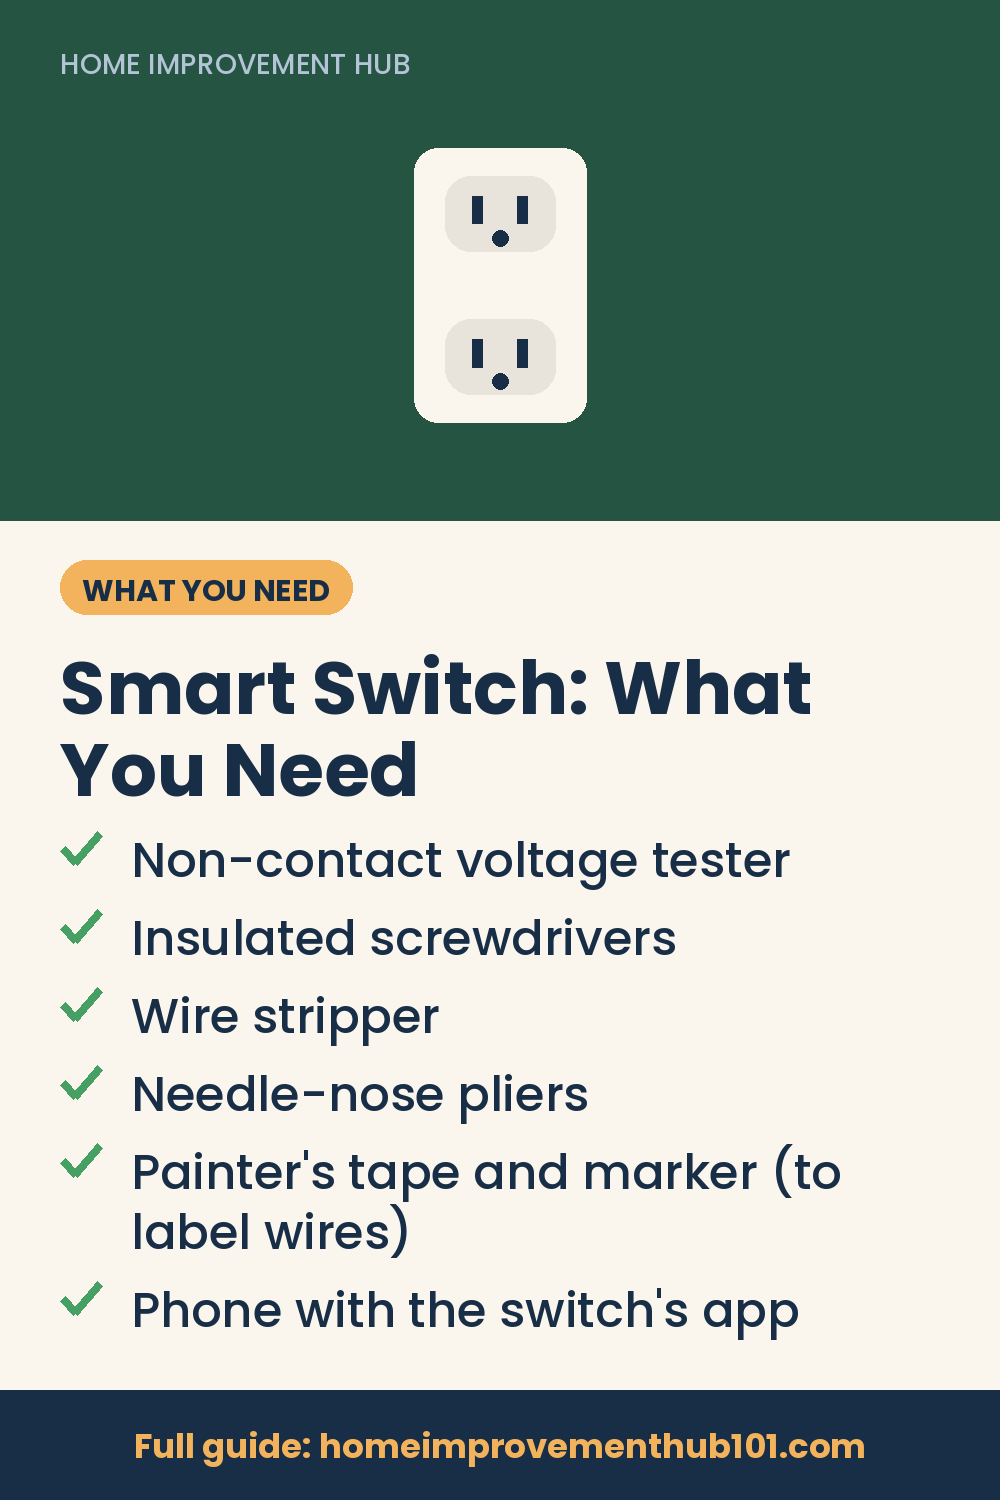 HOME IMPROVEMENT HUB
WHAT YOU NEED
Smart Switch: What
You Need
Non-contact voltage tester
Insulated screwdrivers
Wire stripper
Needle-nose pliers
Painter's tape and marker (to
label wires)
Phone with the switch's app
Full guide: homeimprovementhub101.com